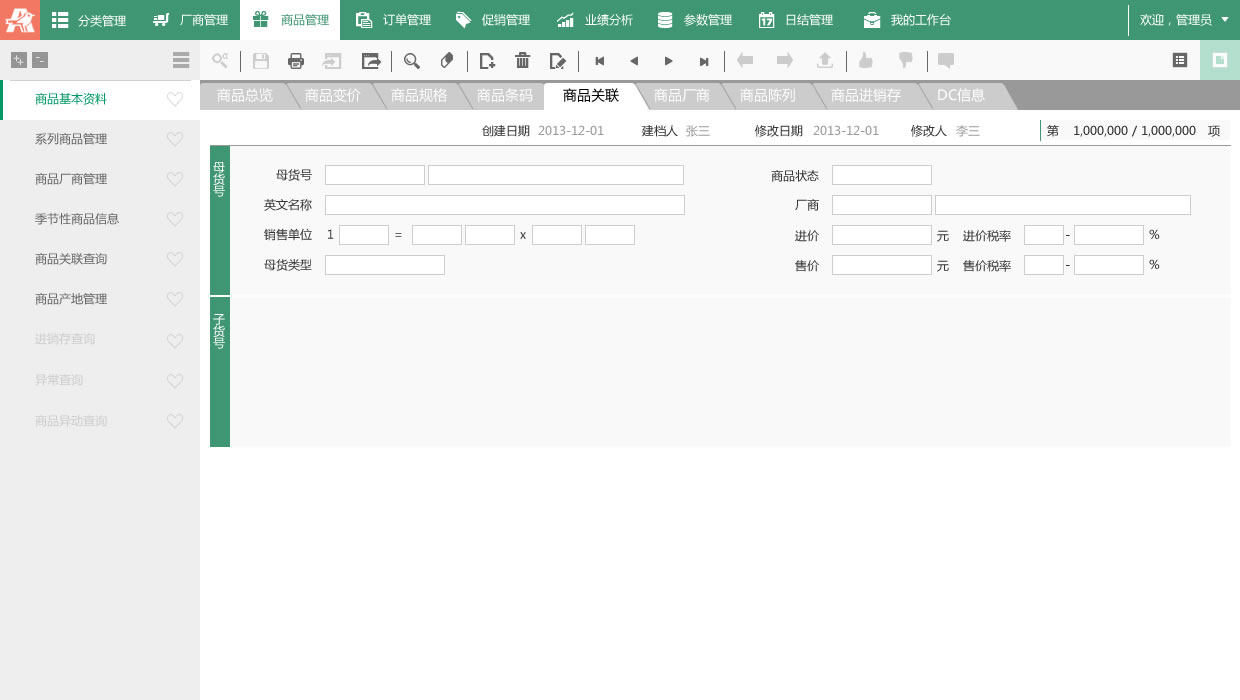 分类管理 厂商管理 商品管理 订单管理 促销管理 业绩分析 参数管理 17 日结管理 我的工作台 欢迎，管理员
商品总览 商品变价 商品规格 商品条码 商品关联 商品厂商 商品陈列 商品进销存 DC信息
商品基本资料
系列商品管理
商品厂商管理
季节性商品信息
商品关联查询
商品产地管理
进销存查询
异常查询
商品异动查询
创建日期 2013-12-01 建档人 张三 修改日期 2013-12-01 修改人 李三 第 1,000,000 / 1,000,000 项
母货号
母货号 商品状态
英文名称 厂商
销售单位 1 = x 进价 元 进价税率 - %
母货类型 售价 元 售价税率 - %
子货号